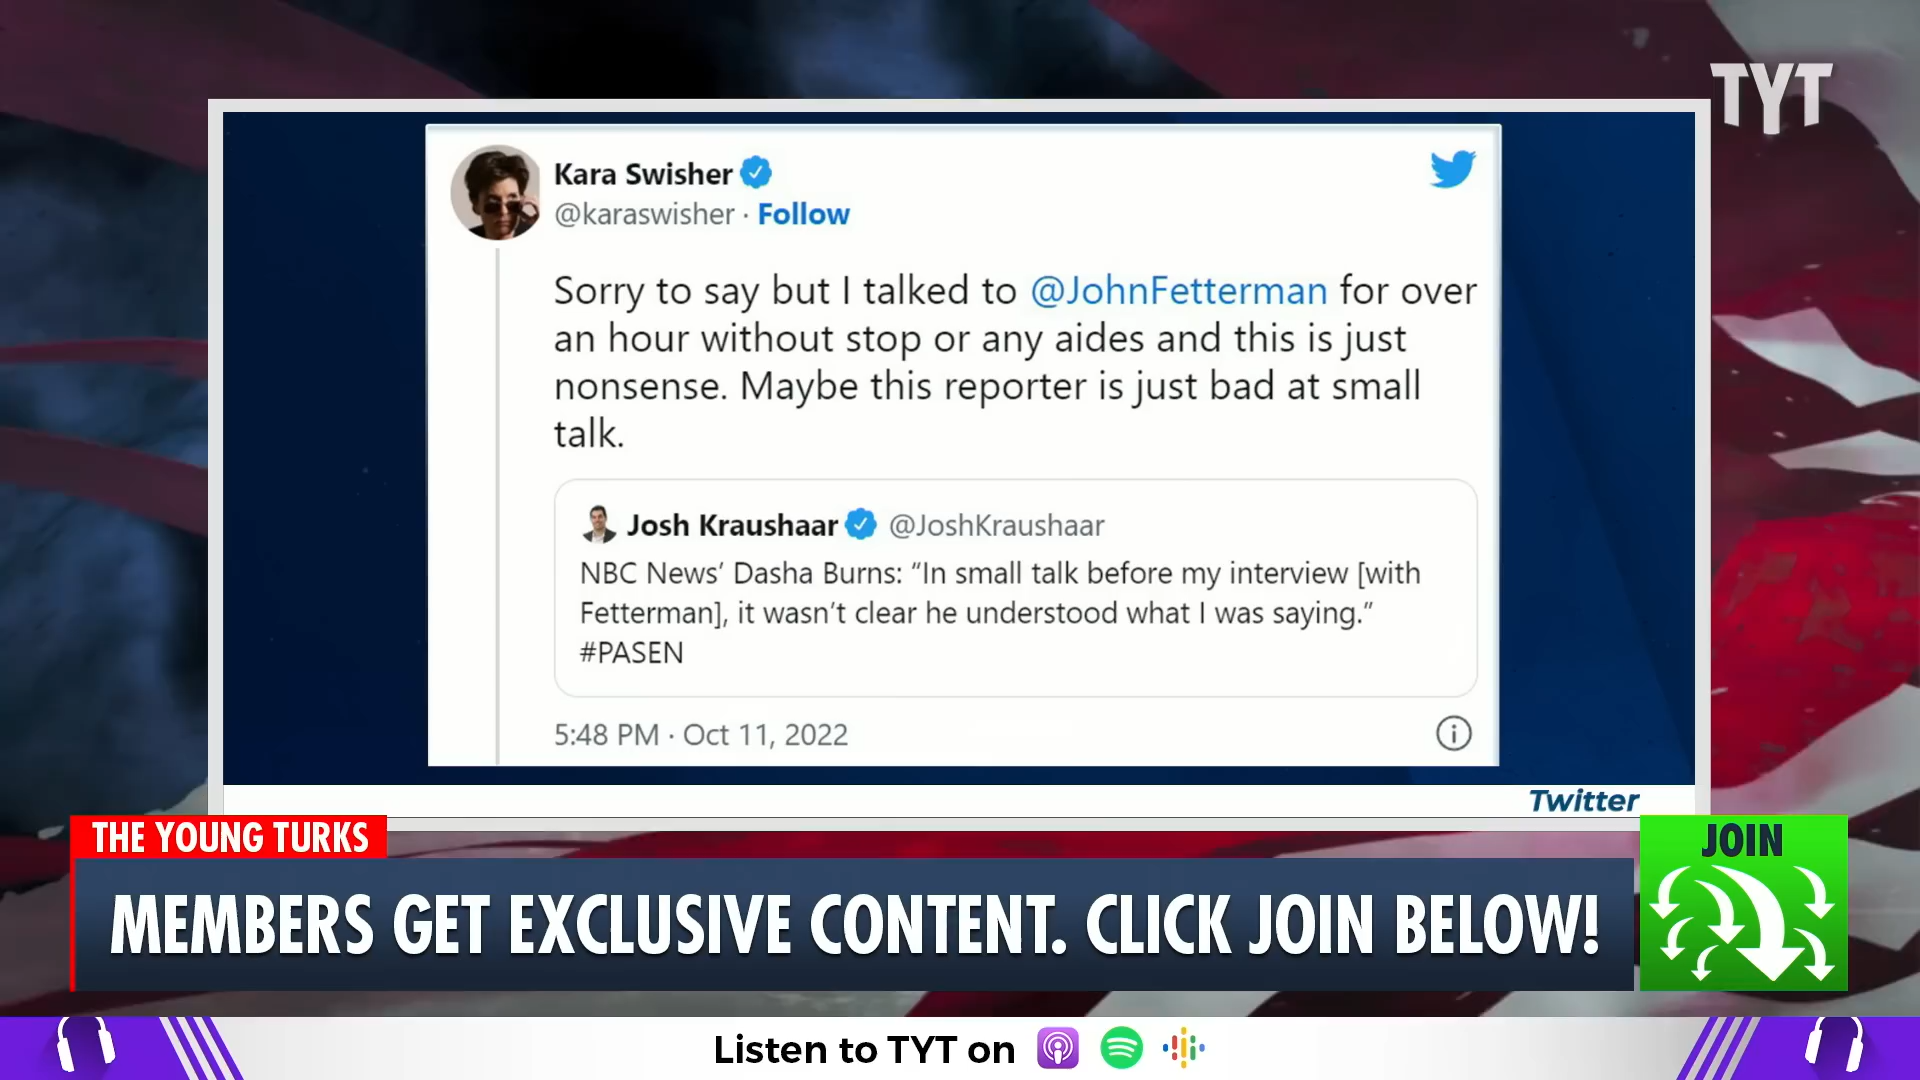 TYT
Kara Swisher
@karaswisher · Follow
Sorry to say but I talked to @JohnFetterman for over
an hour without stop or any aides and this is just
nonsense. Maybe this reporter is just bad at small
talk.
Josh Kraushaar @JoshKraushaar
NBC News’ Dasha Burns: “In small talk before my interview [with
Fetterman], it wasn’t clear he understood what I was saying.”
#PASEN
5:48 PM · Oct 11, 2022
Twitter
THE YOUNG TURKS
MEMBERS GET EXCLUSIVE CONTENT. CLICK JOIN BELOW!
JOIN
Listen to TYT on